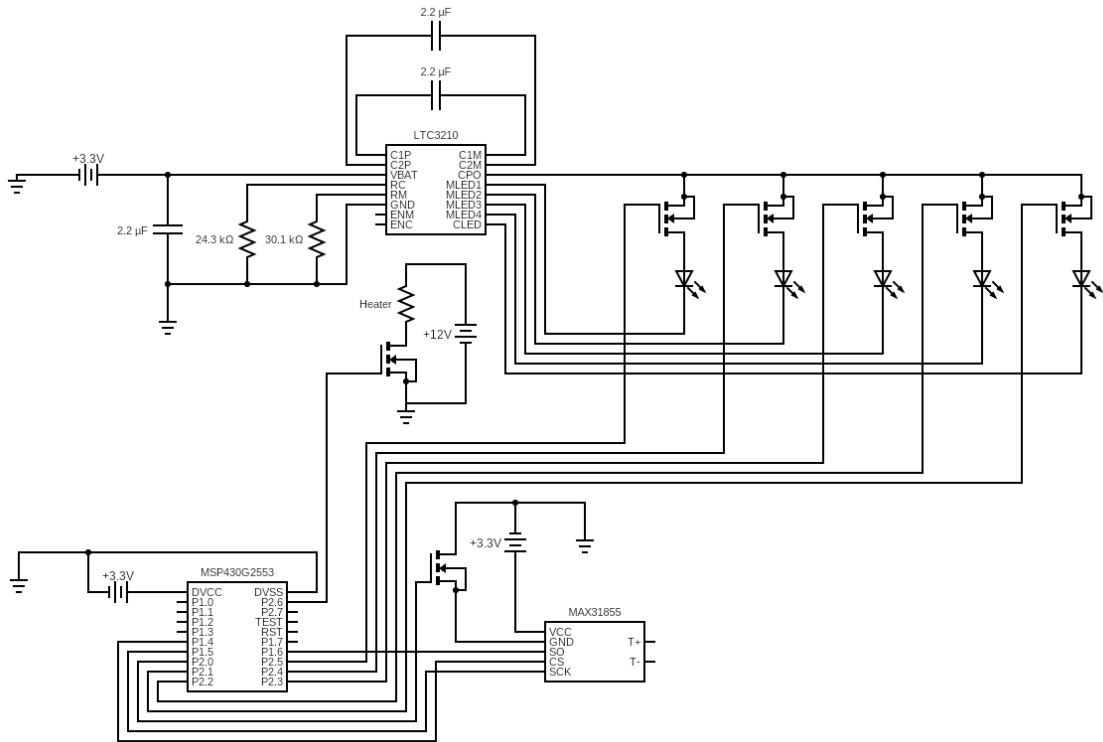 2.2 µF
2.2 µF
LTC3210
+3.3V
C1P C1M
C2P C2M
VBAT CPO
RC MLED1
RM MLED2
GND MLED3
ENM MLED4
ENC CLED
2.2 µF
24.3 kΩ
30.1 kΩ
Heater
+12V
+3.3V
MSP430G2553
+3.3V
DVCC DVSS
P1.0 P2.6
P1.1 P2.7
P1.2 TEST
P1.3 RST
P1.4 P1.7
P1.5 P1.6
P2.0 P2.5
P2.1 P2.4
P2.2 P2.3
MAX31855
VCC
GND T+
SO
CS T-
SCK